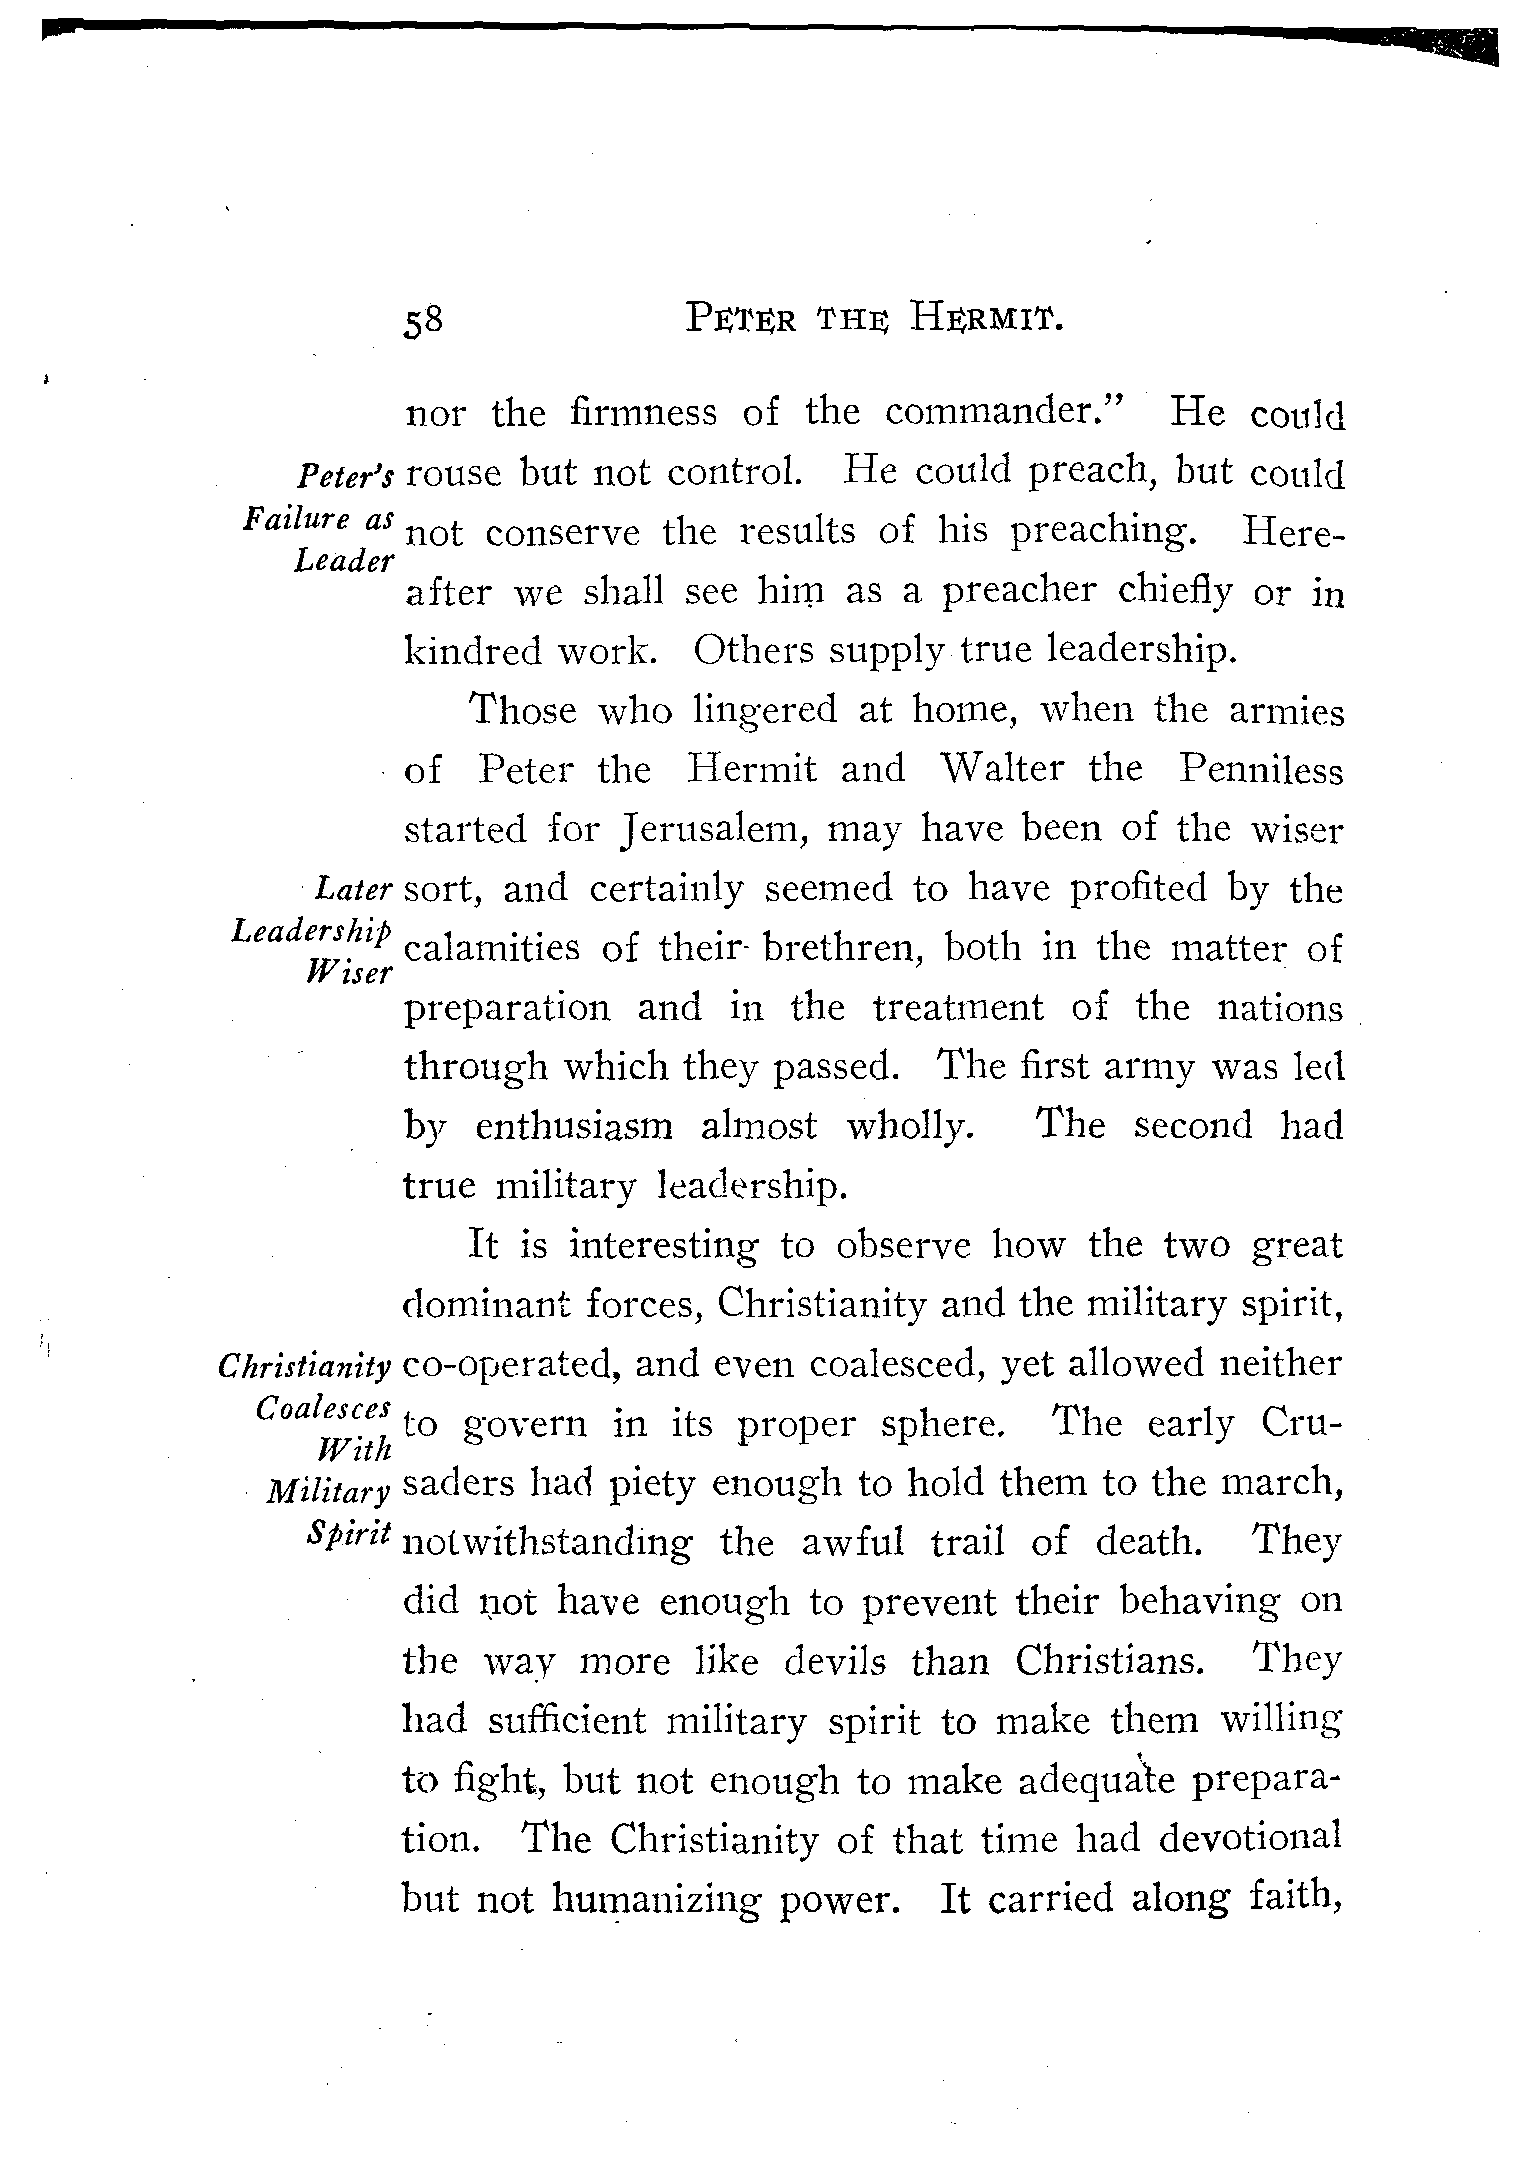 58 PETER THE HERMIT.
nor the firmness of the commander.” He could
Peter's
Failure as
Leader
rouse but not control. He could preach, but could
not conserve the results of his preaching. Here-
after we shall see him as a preacher chiefly or in
kindred work. Others supply true leadership.
Those who lingered at home, when the armies
of Peter the Hermit and Walter the Penniless
started for Jerusalem, may have been of the wiser
Later
Leadership
Wiser
sort, and certainly seemed to have profited by the
calamities of their brethren, both in the matter of
preparation and in the treatment of the nations
through which they passed. The first army was led
by enthusiasm almost wholly. The second had
true military leadership.
It is interesting to observe how the two great
dominant forces, Christianity and the military spirit,
Christianity
Coalesces
With
Military
Spirit
co-operated, and even coalesced, yet allowed neither
to govern in its proper sphere. The early Cru-
saders had piety enough to hold them to the march,
notwithstanding the awful trail of death. They
did not have enough to prevent their behaving on
the way more like devils than Christians. They
had sufficient military spirit to make them willing
to fight, but not enough to make adequate prepara-
tion. The Christianity of that time had devotional
but not humanizing power. It carried along faith,